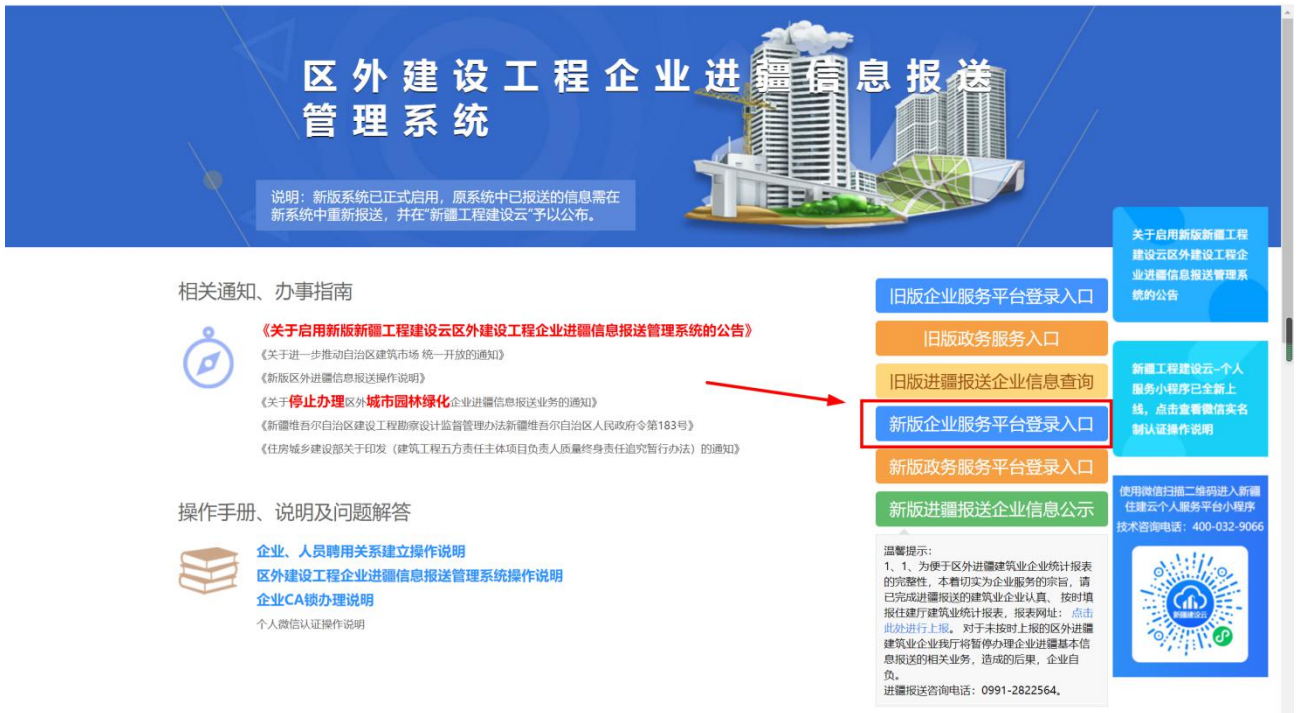 区外建设工程企业进疆信息报送
管理系统
说明：新版系统已正式启用，原系统中已报送的信息需在
新系统中重新报送，并在“新疆工程建设云”予以公布。
相关通知、办事指南
《关于启用新版新疆工程建设云区外建设工程企业进疆信息报送管理系统的公告》
《关于进一步推动自治区建筑市场 统一开放的通知》
《新版区外进疆信息报送操作说明》
《关于停止办理区外城市园林绿化企业进疆信息报送业务的通知》
《新疆维吾尔自治区建设工程勘察设计监督管理办法新疆维吾尔自治区人民政府令第183号》
《住房城乡建设部关于印发（建筑工程五方责任主体项目负责人质量终身责任追究暂行办法）的通知》
操作手册、说明及问题解答
企业、人员聘用关系建立操作说明
区外建设工程企业进疆信息报送管理系统操作说明
企业CA锁办理说明
个人微信认证操作说明
旧版企业服务平台登录入口
旧版政务服务入口
旧版进疆报送企业信息查询
新版企业服务平台登录入口
新版政务服务平台登录入口
新版进疆报送企业信息公示
温馨提示：
1、1、为便于区外进疆建筑业企业统计报表
的完整性，本着切实为企业服务的宗旨，请
已完成进疆报送的建筑业企业认真、 按时填
报住建厅建筑业统计报表，报表网址： 点击
此处进行上报。 对于未按时上报的区外进疆
建筑业企业我厅将暂停办理企业进疆基本信
息报送的相关业务，造成的后果，企业自
负。
进疆报送咨询电话：0991-2822564。
关于启用新版新疆工程
建设云区外建设工程企
业进疆信息报送管理系
统的公告
新疆工程建设云-个人
服务小程序已全新上
线，点击查看微信实名
制认证操作说明
使用微信扫描二维码进入新疆
住建云个人服务平台小程序
技术咨询电话：400-032-9066
新疆建设云